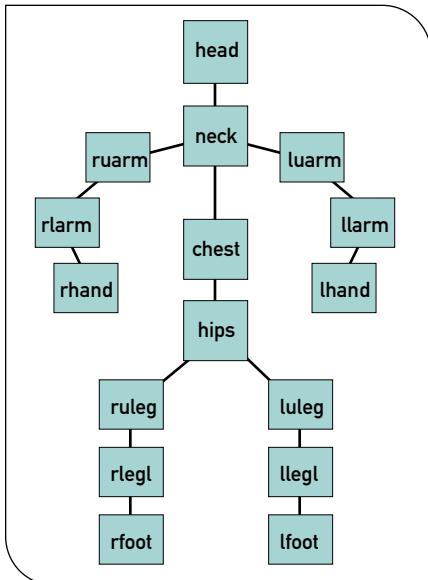 head
neck
ruarm
luarm
rlarm
llarm
chest
rhand
lhand
hips
ruleg
luleg
rlegl
llegl
rfoot
lfoot